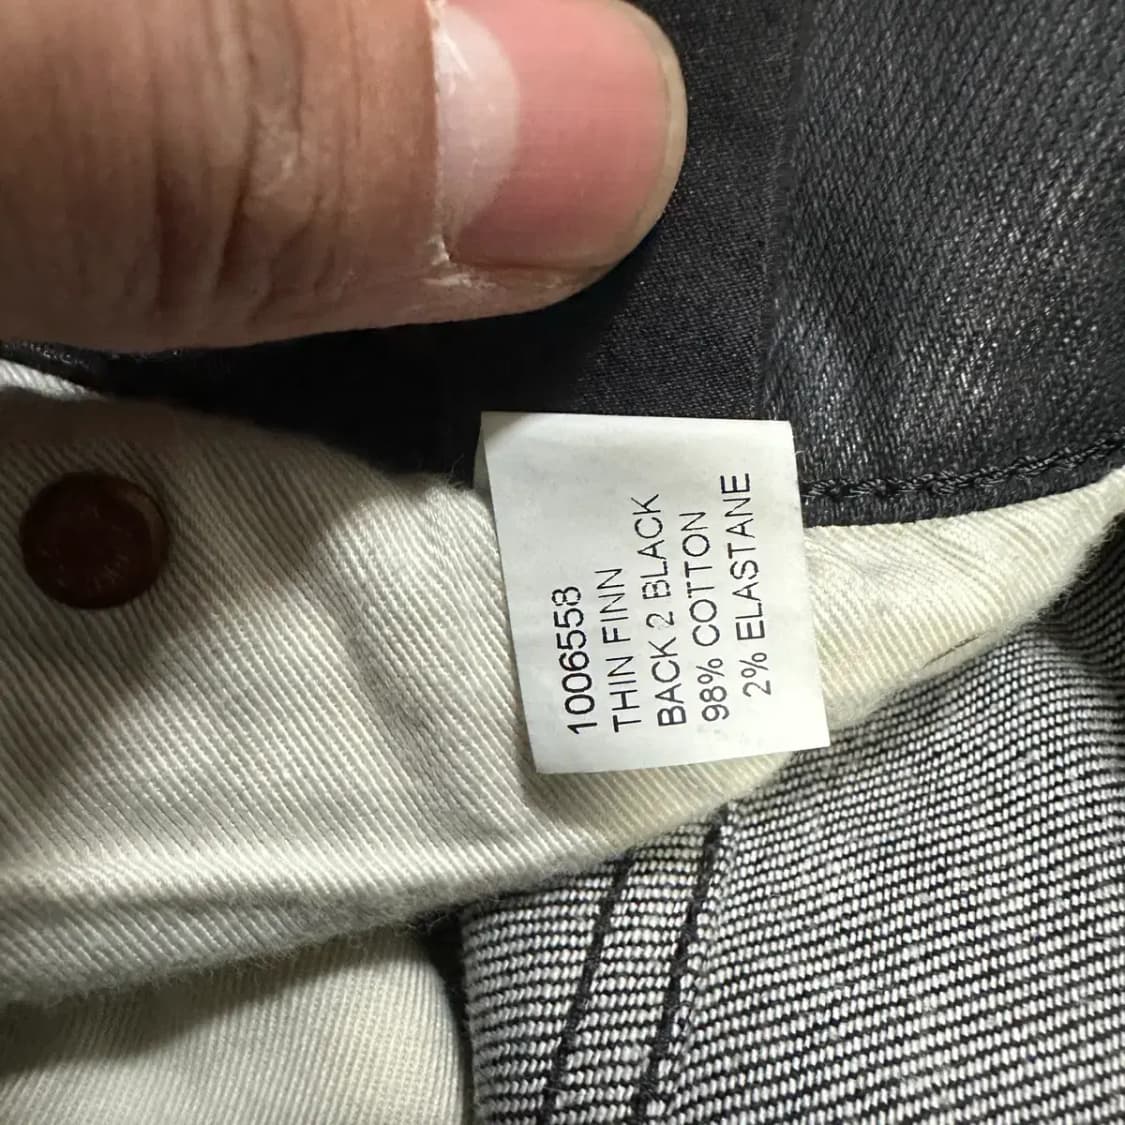 1006558
THIN FINN
BACK 2 BLACK
98% COTTON
2% ELASTANE